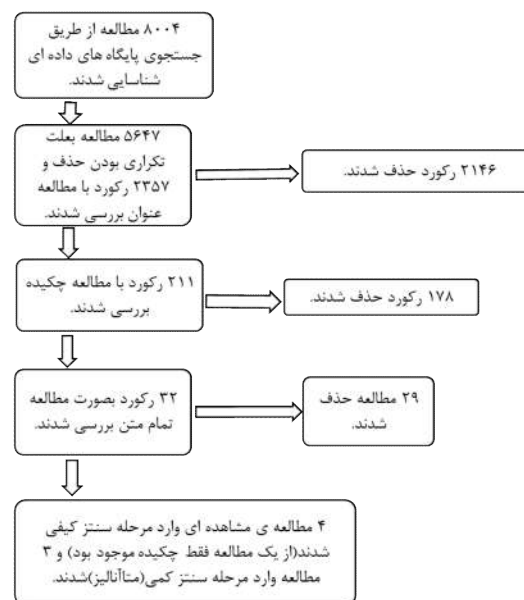 ۸۰۰۴ مطالعه از طریق
جستجوی پایگاه های داده ای
شناسایی شدند.
۵۶۴۷ مطالعه بعلت
تکراری بودن حذف و
۲۳۵۷ رکورد با مطالعه
عنوان بررسی شدند.
۲۱۴۶ رکورد حذف شدند.
۲۱۱ رکورد با مطالعه چکیده
بررسی شدند.
۱۷۸ رکورد حذف شدند.
۳۲ رکورد بصورت مطالعه
تمام متن بررسی شدند.
۲۹ مطالعه حذف
شدند.
۴ مطالعه ی مشاهده ای وارد مرحله سنتز کیفی
شدند(از یک مطالعه فقط چکیده موجود بود) و ۳
مطالعه وارد مرحله سنتز کمی(متاآنالیز)شدند.